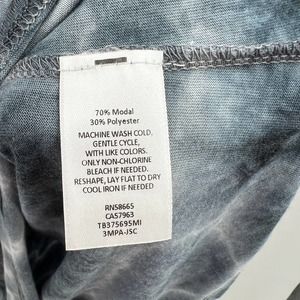 70% Modal
30% Polyester
MACHINE WASH COLD,
GENTLE CYCLE,
WITH LIKE COLORS.
ONLY NON-CHLORINE
BLEACH IF NEEDED.
RESHAPE, LAY FLAT TO DRY
COOL IRON IF NEEDED
RN58665
CA57963
TB375695MI
3MPA-JSC